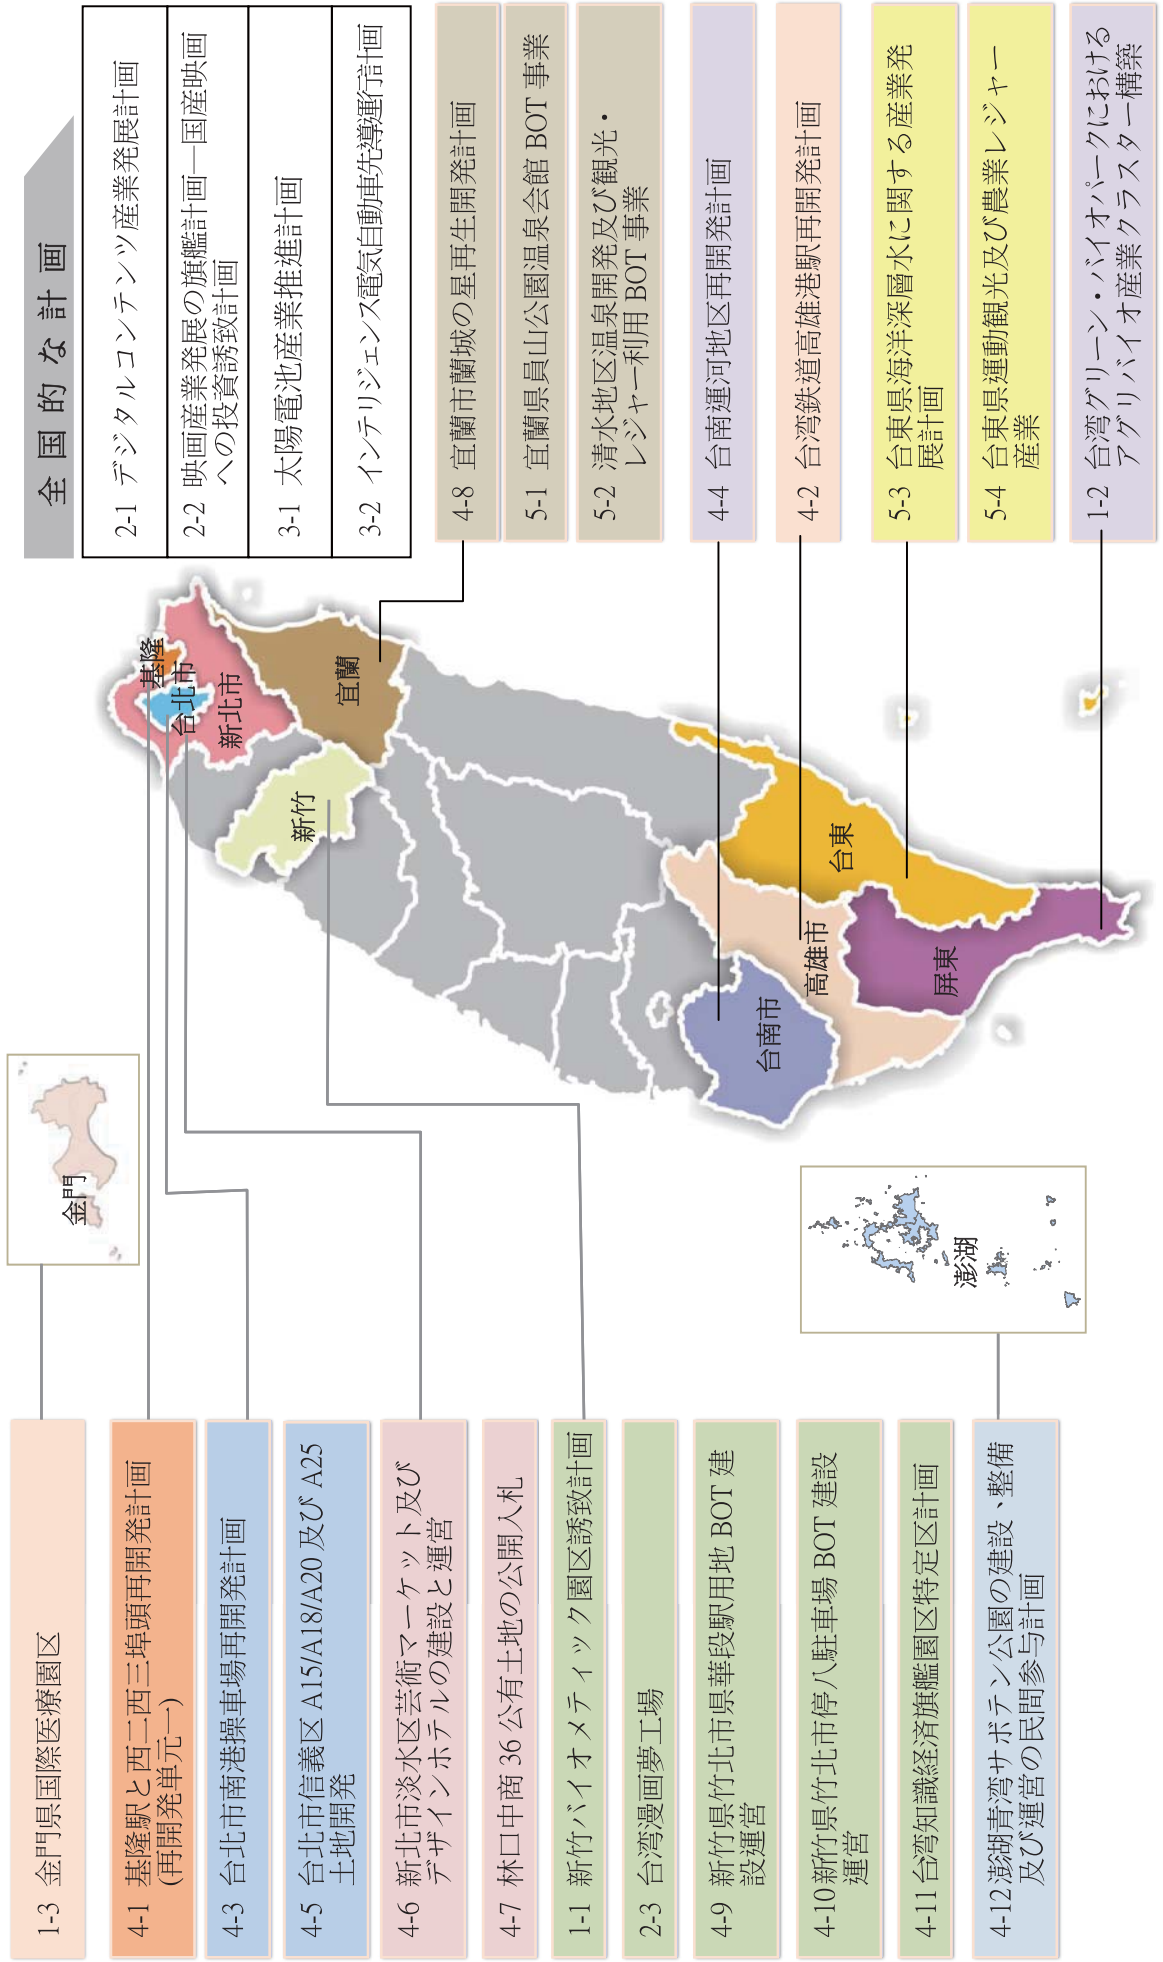 全国的な計画
2-1 デジタルコンテンツ産業発展計画
2-2 映画産業発展の旗艦計画―国産映画
への投資誘致計画
3-1 太陽電池産業推進計画
3-2 インテリジェンス電気自動車先導運行計画
4-8 宜蘭市蘭城の星再生開発計画
5-1 宜蘭県員山公園温泉会館 BOT 事業
5-2 清水地区温泉開発及び観光・
レジャー利用 BOT 事業
4-4 台南運河地区再開発計画
4-2 台湾鉄道高雄港駅再開発計画
5-3 台東県海洋深層水に関する産業発
展計画
5-4 台東県運動観光及び農業レジャー
産業
1-2 台湾グリーン・バイオパークにおける
アグリバイオ産業クラスター構築
基隆
台北市
新北市
宜蘭
新竹
台東
高雄市
屏東
台南市
金門
澎湖
1-3 金門県国際医療園区
4-1 基隆駅と西二西三埠頭再開発計画
(再開発単元一)
4-3 台北市南港操車場再開発計画
4-5 台北市信義区 A15/A18/A20 及び A25
土地開発
4-6 新北市淡水区芸術マーケット及び
デザインホテルの建設と運営
4-7 林口中商 36 公有土地の公開入札
1-1 新竹バイオメティック園区誘致計画
2-3 台湾漫画夢工場
4-9 新竹県竹北市県華段駅用地 BOT 建
設運営
4-10 新竹県竹北市停八駐車場 BOT 建設
運営
4-11 台湾知識経済旗艦園区特定区計画
4-12 澎湖青湾サボテン公園の建設、整備
及び運営の民間参与計画